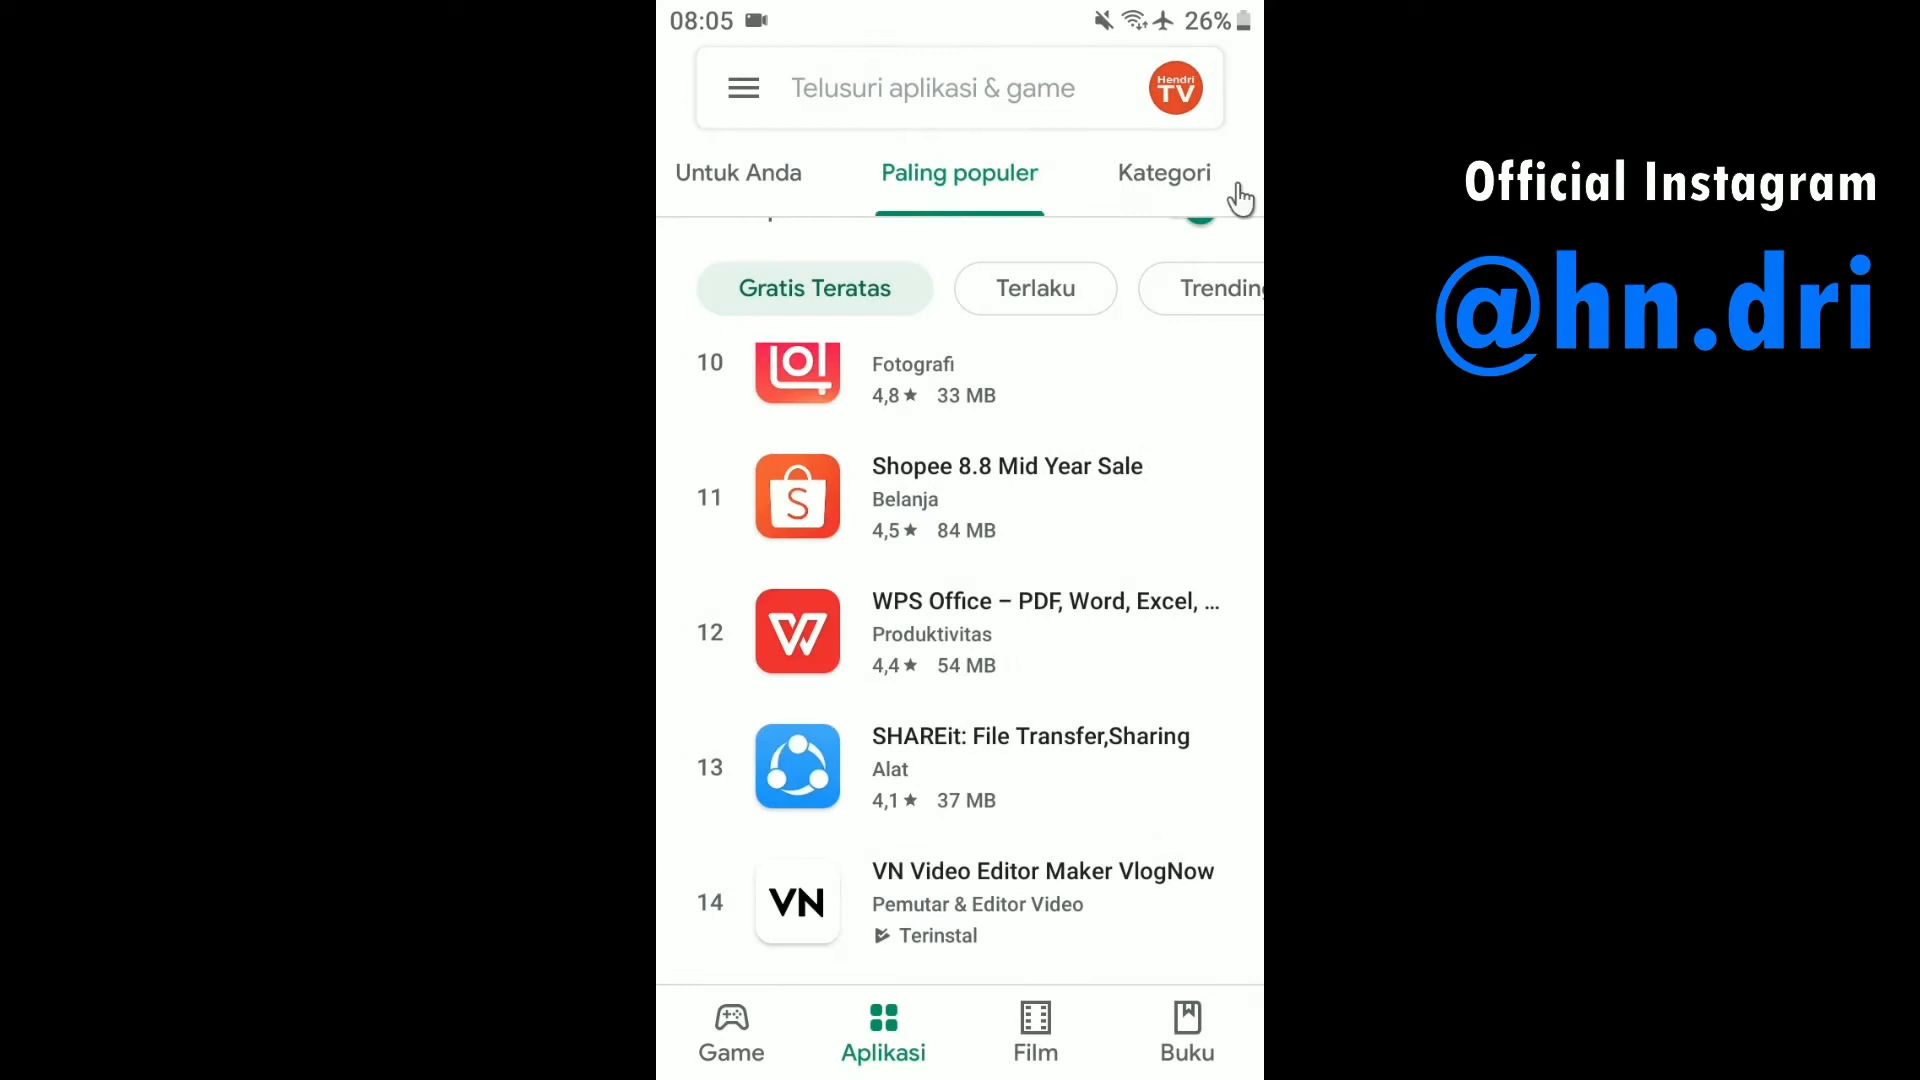 08:05
26%
Telusuri aplikasi & game
Hendri
TV
Untuk Anda
Paling populer
Kategori
Gratis Teratas
Terlaku
Trending
10
Fotografi
4,8★ 33 MB
11
Shopee 8.8 Mid Year Sale
Belanja
4,5★ 84 MB
12
WPS Office – PDF, Word, Excel, ...
Produktivitas
4,4★ 54 MB
13
SHAREit: File Transfer,Sharing
Alat
4,1★ 37 MB
14
VN
VN Video Editor Maker VlogNow
Pemutar & Editor Video
Terinstal
Game
Aplikasi
Film
Buku
Official Instagram
@hn.dri